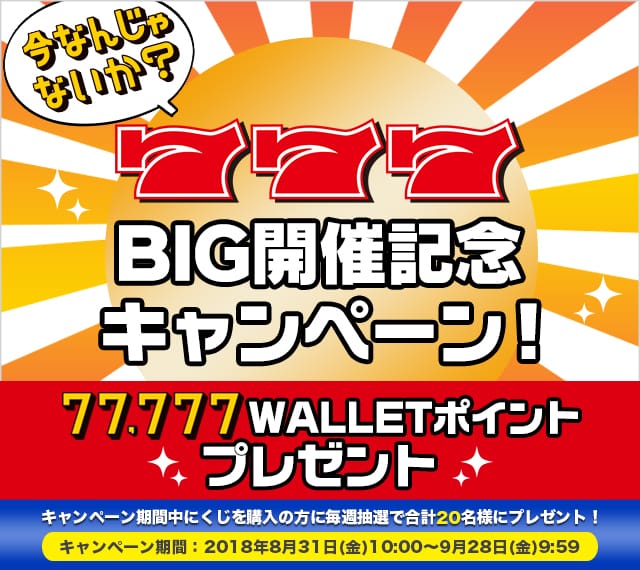 今なんじゃ
ないか?
777
BIG開催記念
キャンペーン!
77,777 WALLETポイント
プレゼント
キャンペーン期間中にくじを購入の方に毎週抽選で合計20名様にプレゼント!
キャンペーン期間:2018年8月31日(金)10:00〜9月28日(金)9:59